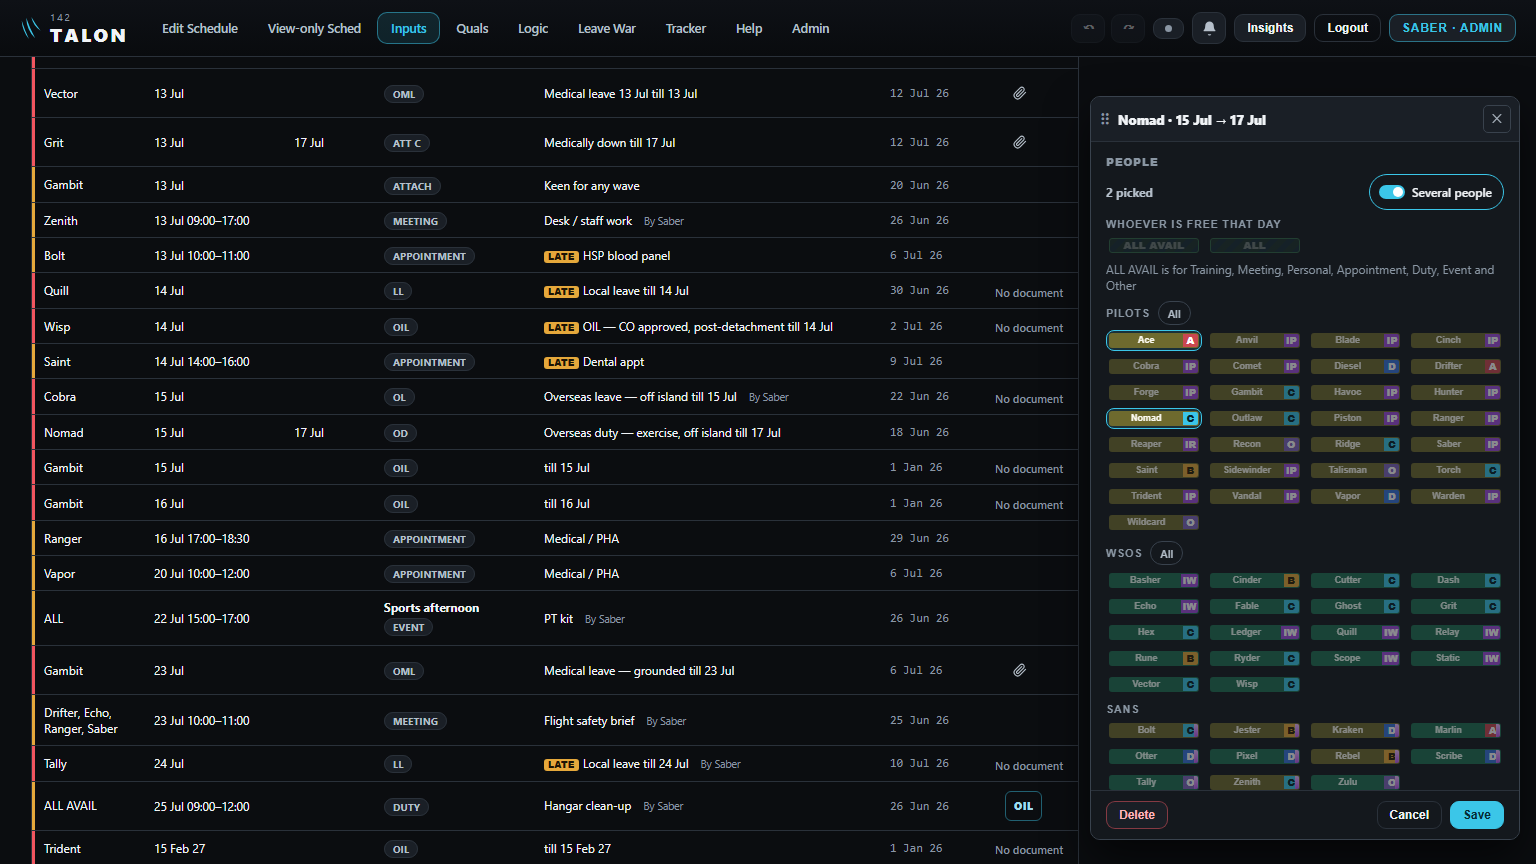 142
TALON
Edit Schedule
View-only Sched
Inputs
Quals
Logic
Leave War
Tracker
Help
Admin
Insights
Logout
SABER · ADMIN
Vector 13 Jul OML Medical leave 13 Jul till 13 Jul 12 Jul 26
Grit 13 Jul 17 Jul ATT C Medically down till 17 Jul 12 Jul 26
Gambit 13 Jul ATTACH Keen for any wave 20 Jun 26
Zenith 13 Jul 09:00–17:00 MEETING Desk / staff work By Saber 26 Jun 26
Bolt 13 Jul 10:00–11:00 APPOINTMENT LATE HSP blood panel 6 Jul 26
Quill 14 Jul LL LATE Local leave till 14 Jul 30 Jun 26 No document
Wisp 14 Jul OIL LATE OIL — CO approved, post-detachment till 14 Jul 2 Jul 26 No document
Saint 14 Jul 14:00–16:00 APPOINTMENT LATE Dental appt 9 Jul 26
Cobra 15 Jul OL Overseas leave — off island till 15 Jul By Saber 22 Jun 26 No document
Nomad 15 Jul 17 Jul OD Overseas duty — exercise, off island till 17 Jul 18 Jun 26
Gambit 15 Jul OIL till 15 Jul 1 Jan 26 No document
Gambit 16 Jul OIL till 16 Jul 1 Jan 26 No document
Ranger 16 Jul 17:00–18:30 APPOINTMENT Medical / PHA 29 Jun 26
Vapor 20 Jul 10:00–12:00 APPOINTMENT Medical / PHA 6 Jul 26
ALL 22 Jul 15:00–17:00 Sports afternoon EVENT PT kit By Saber 26 Jun 26
Gambit 23 Jul OML Medical leave — grounded till 23 Jul 6 Jul 26
Drifter, Echo, Ranger, Saber 23 Jul 10:00–11:00 MEETING Flight safety brief By Saber 25 Jun 26
Tally 24 Jul LL LATE Local leave till 24 Jul By Saber 10 Jul 26 No document
ALL AVAIL 25 Jul 09:00–12:00 DUTY Hangar clean-up By Saber 26 Jun 26 OIL
Trident 15 Feb 27 OIL till 15 Feb 27 1 Jan 26 No document
Nomad · 15 Jul → 17 Jul
PEOPLE
2 picked Several people
WHOEVER IS FREE THAT DAY
ALL AVAIL ALL
ALL AVAIL is for Training, Meeting, Personal, Appointment, Duty, Event and
Other
PILOTS All
Ace A Anvil IP Blade IP Cinch IP
Cobra IP Comet IP Diesel D Drifter A
Forge IP Gambit C Havoc IP Hunter IP
Nomad C Outlaw C Piston IP Ranger IP
Reaper IR Recon O Ridge C Saber IP
Saint B Sidewinder IP Talisman O Torch C
Trident IP Vandal IP Vapor D Warden IP
Wildcard O
WSOS All
Basher IW Cinder B Cutter C Dash C
Echo IW Fable C Ghost C Grit C
Hex C Ledger IW Quill IW Relay IW
Rune B Ryder C Scope IW Static IW
Vector C Wisp C
SANS
Bolt C Jester B Kraken D Marlin A
Otter D Pixel D Rebel B Scribe D
Tally O Zenith C Zulu O
Delete
Cancel
Save